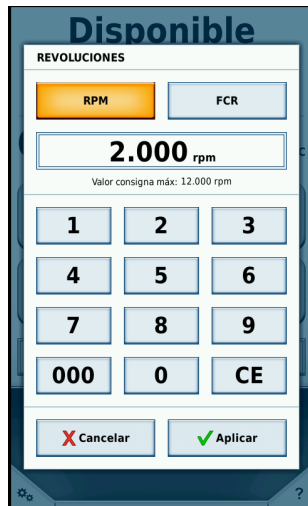 Disponible
REVOLUCIONES
RPM FCR
2.000 rpm
Valor consigna máx: 12.000 rpm
1 2 3
4 5 6
7 8 9
000 0 CE
Cancelar Aplicar
?